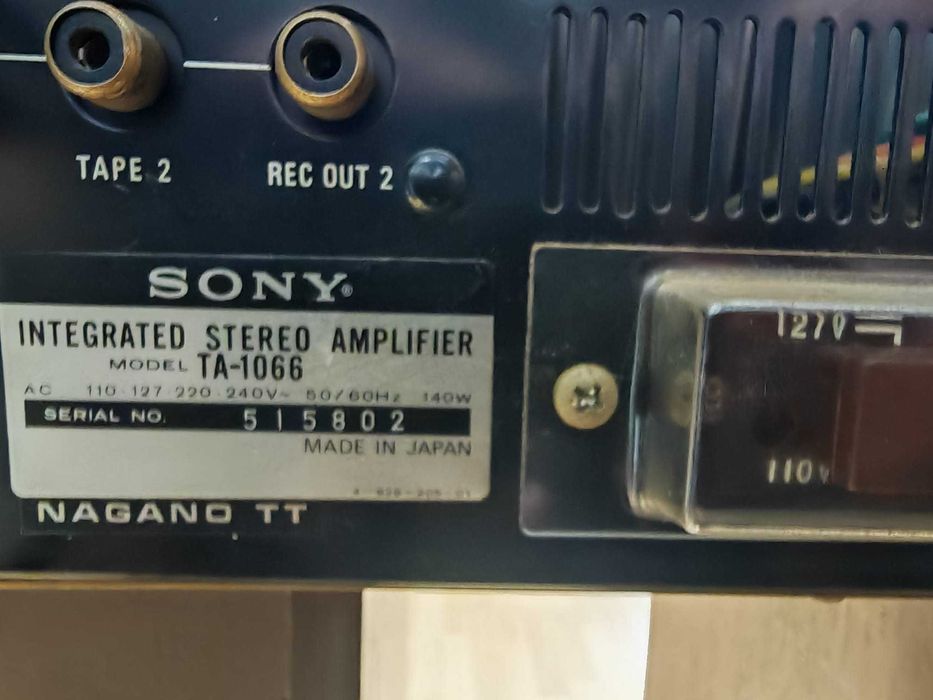 TAPE 2
REC OUT 2
SONY®
INTEGRATED STEREO AMPLIFIER
MODEL TA-1066
AC 110·127·220·240V~ 50/60Hz 140W
SERIAL NO. 515802
MADE IN JAPAN
NAGANO TT
127V
110V